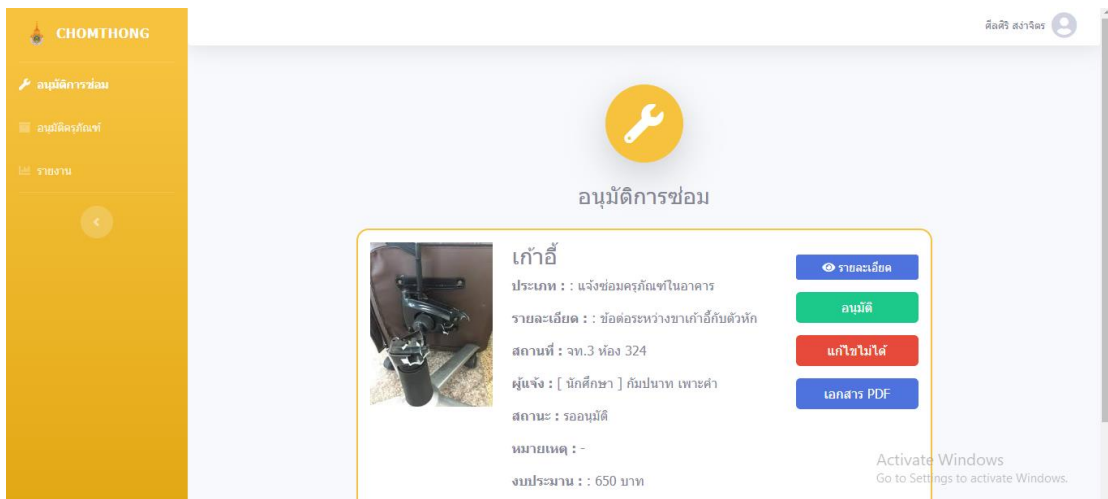 CHOMTHONG
ศิลศิริ สง่าจิตร
อนุมัติการซ่อม
อนุมัติครุภัณฑ์
รายงาน
อนุมัติการซ่อม
เก้าอี้
ประเภท : : แจ้งซ่อมครุภัณฑ์ในอาคาร
รายละเอียด : : ข้อต่อระหว่างขาเก้าอี้กับตัวหัก
สถานที่ : จท.3 ห้อง 324
ผู้แจ้ง : [ นักศึกษา ] กัมปนาท เพาะคำ
สถานะ : รออนุมัติ
หมายเหตุ : -
งบประมาน : : 650 บาท
รายละเอียด
อนุมัติ
แก้ไขไม่ได้
เอกสาร PDF
Activate Windows
Go to Settings to activate Windows.